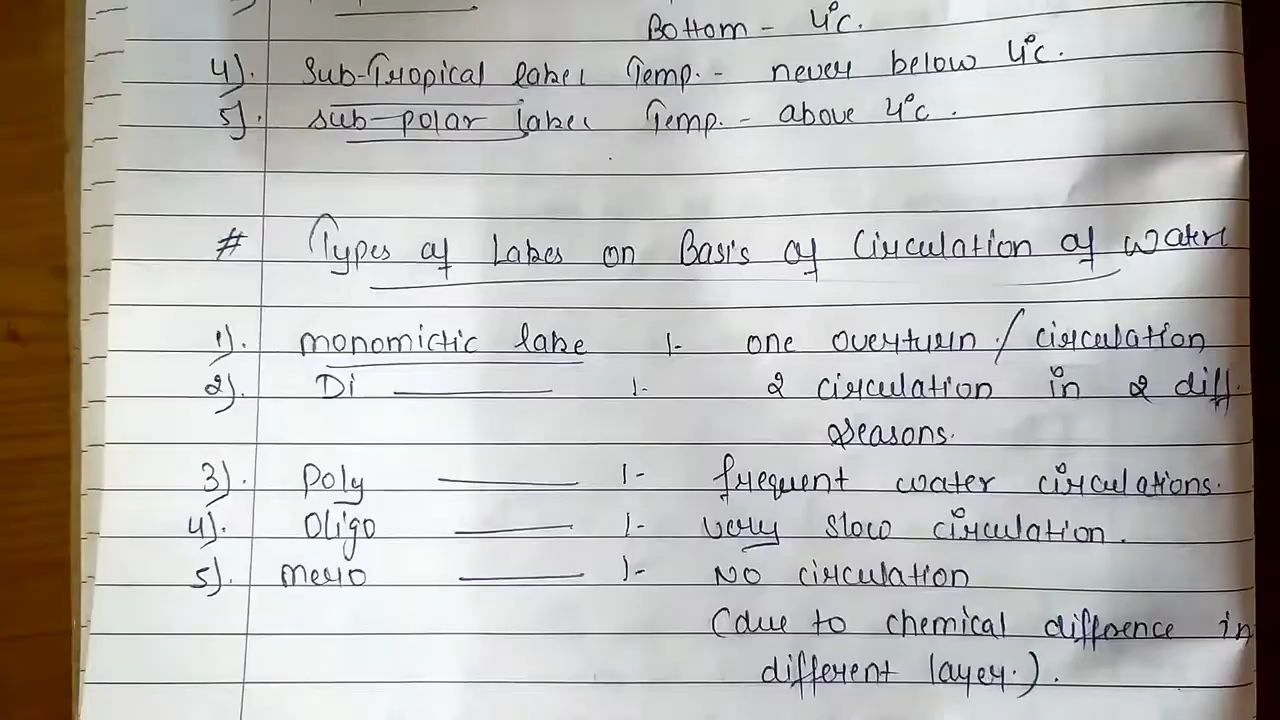 Bottom - 4°c.
4). Sub-Tropical lakes Temp. - never below 4°c.
5). sub-polar lakes Temp. - above 4°c.
# Types of Lakes on Basis of Circulation of water
1). monomictic lake :- one overturn / circulation
2). Di ——— :- 2 circulation in 2 diff.
seasons.
3). Poly ——— :- frequent water circulations.
4). Oligo ——— :- very slow circulation.
5). Mero ——— :- No circulation
(due to chemical diffrence in
different layer.).